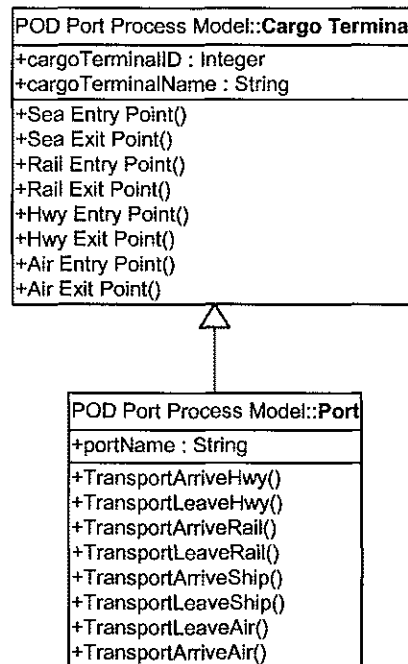 POD Port Process Model::Cargo Termina
+cargoTerminalID : Integer
+cargoTerminalName : String
+Sea Entry Point()
+Sea Exit Point()
+Rail Entry Point()
+Rail Exit Point()
+Hwy Entry Point()
+Hwy Exit Point()
+Air Entry Point()
+Air Exit Point()
POD Port Process Model::Port
+portName : String
+TransportArriveHwy()
+TransportLeaveHwy()
+TransportArriveRail()
+TransportLeaveRail()
+TransportArriveShip()
+TransportLeaveShip()
+TransportLeaveAir()
+TransportArriveAir()